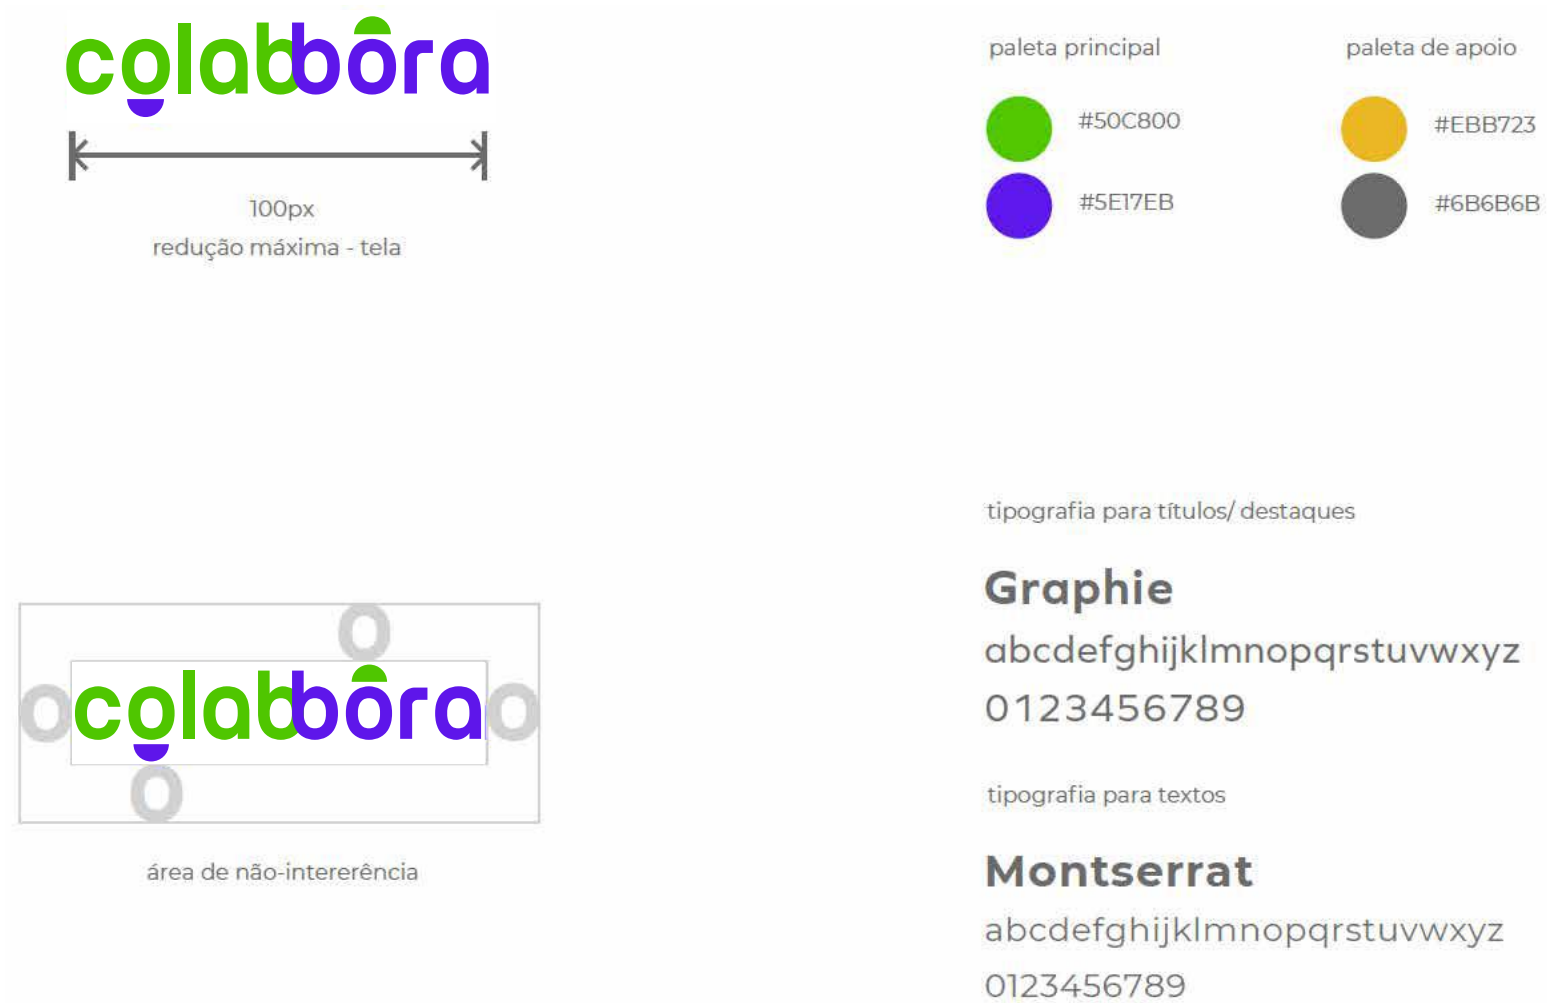 colabbôra
100px
redução máxima - tela
paleta principal
#50C800
#5E17EB
paleta de apoio
#EBB723
#6B6B6B
o
o colabbôra o
o
área de não-intererência
tipografia para títulos/ destaques
Graphie
abcdefghijklmnopqrstuvwxyz
0123456789
tipografia para textos
Montserrat
abcdefghijklmnopqrstuvwxyz
0123456789